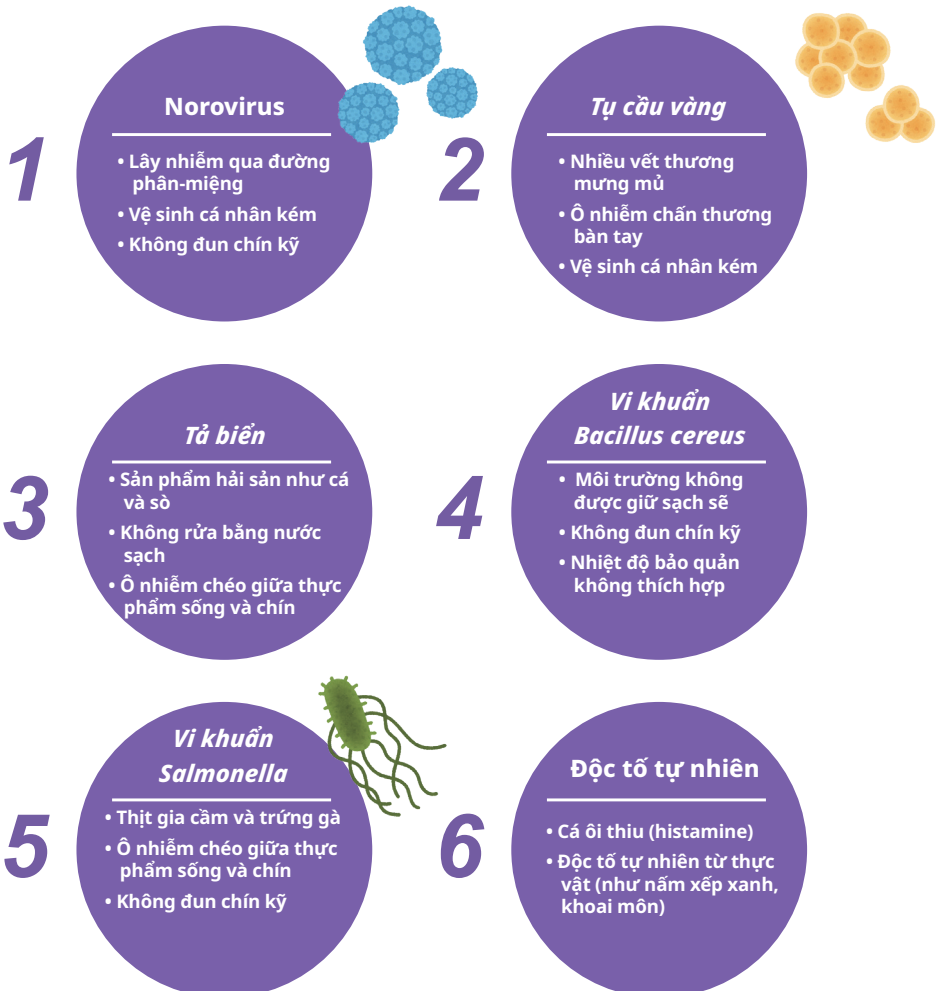 1
Norovirus
• Lây nhiễm qua đường
phân-miệng
• Vệ sinh cá nhân kém
• Không đun chín kỹ
2
Tụ cầu vàng
• Nhiều vết thương
mưng mủ
• Ô nhiễm chấn thương
bàn tay
• Vệ sinh cá nhân kém
3
Tả biển
• Sản phẩm hải sản như cá
và sò
• Không rửa bằng nước
sạch
• Ô nhiễm chéo giữa thực
phẩm sống và chín
4
Vi khuẩn
Bacillus cereus
• Môi trường không
được giữ sạch sẽ
• Không đun chín kỹ
• Nhiệt độ bảo quản
không thích hợp
5
Vi khuẩn
Salmonella
• Thịt gia cầm và trứng gà
• Ô nhiễm chéo giữa thực
phẩm sống và chín
• Không đun chín kỹ
6
Độc tố tự nhiên
• Cá ôi thiu (histamine)
• Độc tố tự nhiên từ thực
vật (như nấm xếp xanh,
khoai môn)